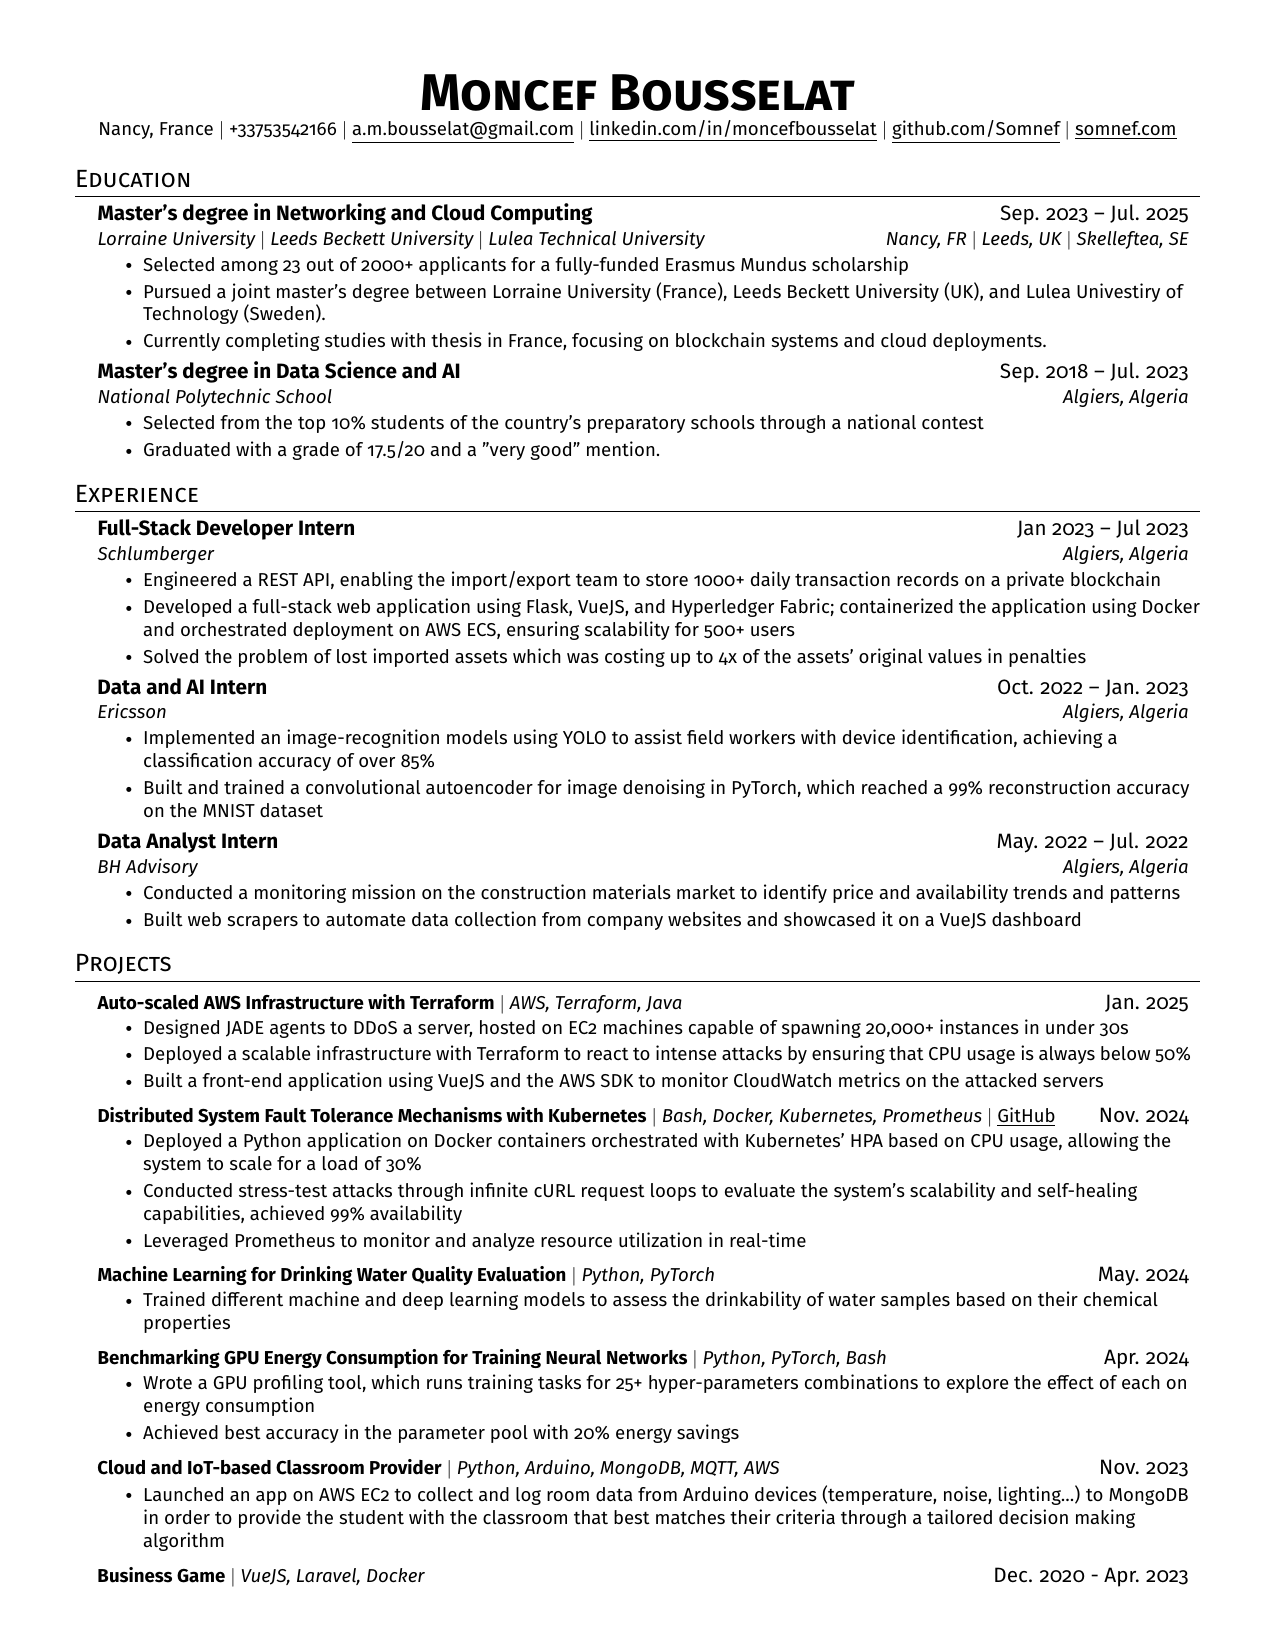 Moncef Bousselat
Nancy, France | +33753542166 | a.m.bousselat@gmail.com | linkedin.com/in/moncefbousselat | github.com/Somnef | somnef.com
Education
Master's degree in Networking and Cloud Computing Sep. 2023 – Jul. 2025
Lorraine University | Leeds Beckett University | Lulea Technical University Nancy, FR | Leeds, UK | Skelleftea, SE
• Selected among 23 out of 2000+ applicants for a fully-funded Erasmus Mundus scholarship
• Pursued a joint master's degree between Lorraine University (France), Leeds Beckett University (UK), and Lulea Univestiry of
Technology (Sweden).
• Currently completing studies with thesis in France, focusing on blockchain systems and cloud deployments.
Master's degree in Data Science and AI Sep. 2018 – Jul. 2023
National Polytechnic School Algiers, Algeria
• Selected from the top 10% students of the country's preparatory schools through a national contest
• Graduated with a grade of 17.5/20 and a ”very good” mention.
Experience
Full-Stack Developer Intern Jan 2023 – Jul 2023
Schlumberger Algiers, Algeria
• Engineered a REST API, enabling the import/export team to store 1000+ daily transaction records on a private blockchain
• Developed a full-stack web application using Flask, VueJS, and Hyperledger Fabric; containerized the application using Docker
and orchestrated deployment on AWS ECS, ensuring scalability for 500+ users
• Solved the problem of lost imported assets which was costing up to 4x of the assets' original values in penalties
Data and AI Intern Oct. 2022 – Jan. 2023
Ericsson Algiers, Algeria
• Implemented an image-recognition models using YOLO to assist field workers with device identification, achieving a
classification accuracy of over 85%
• Built and trained a convolutional autoencoder for image denoising in PyTorch, which reached a 99% reconstruction accuracy
on the MNIST dataset
Data Analyst Intern May. 2022 – Jul. 2022
BH Advisory Algiers, Algeria
• Conducted a monitoring mission on the construction materials market to identify price and availability trends and patterns
• Built web scrapers to automate data collection from company websites and showcased it on a VueJS dashboard
Projects
Auto-scaled AWS Infrastructure with Terraform | AWS, Terraform, Java Jan. 2025
• Designed JADE agents to DDoS a server, hosted on EC2 machines capable of spawning 20,000+ instances in under 30s
• Deployed a scalable infrastructure with Terraform to react to intense attacks by ensuring that CPU usage is always below 50%
• Built a front-end application using VueJS and the AWS SDK to monitor CloudWatch metrics on the attacked servers
Distributed System Fault Tolerance Mechanisms with Kubernetes | Bash, Docker, Kubernetes, Prometheus | GitHub Nov. 2024
• Deployed a Python application on Docker containers orchestrated with Kubernetes' HPA based on CPU usage, allowing the
system to scale for a load of 30%
• Conducted stress-test attacks through infinite cURL request loops to evaluate the system's scalability and self-healing
capabilities, achieved 99% availability
• Leveraged Prometheus to monitor and analyze resource utilization in real-time
Machine Learning for Drinking Water Quality Evaluation | Python, PyTorch May. 2024
• Trained different machine and deep learning models to assess the drinkability of water samples based on their chemical
properties
Benchmarking GPU Energy Consumption for Training Neural Networks | Python, PyTorch, Bash Apr. 2024
• Wrote a GPU profiling tool, which runs training tasks for 25+ hyper-parameters combinations to explore the effect of each on
energy consumption
• Achieved best accuracy in the parameter pool with 20% energy savings
Cloud and IoT-based Classroom Provider | Python, Arduino, MongoDB, MQTT, AWS Nov. 2023
• Launched an app on AWS EC2 to collect and log room data from Arduino devices (temperature, noise, lighting...) to MongoDB
in order to provide the student with the classroom that best matches their criteria through a tailored decision making
algorithm
Business Game | VueJS, Laravel, Docker Dec. 2020 - Apr. 2023